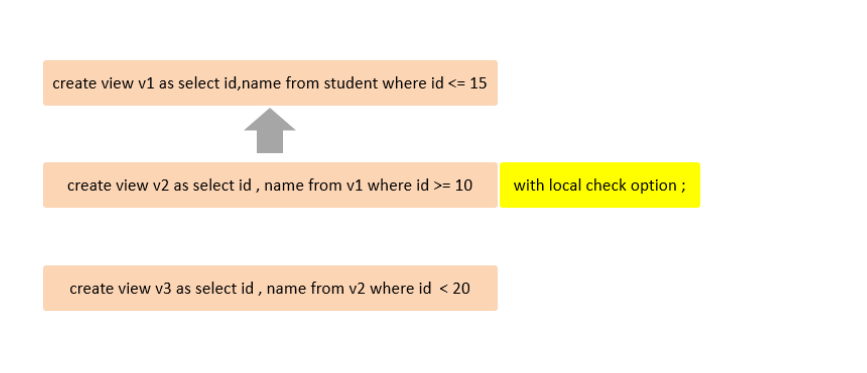 create view v1 as select id,name from student where id <= 15
create view v2 as select id , name from v1 where id >= 10 with local check option ;
create view v3 as select id , name from v2 where id < 20